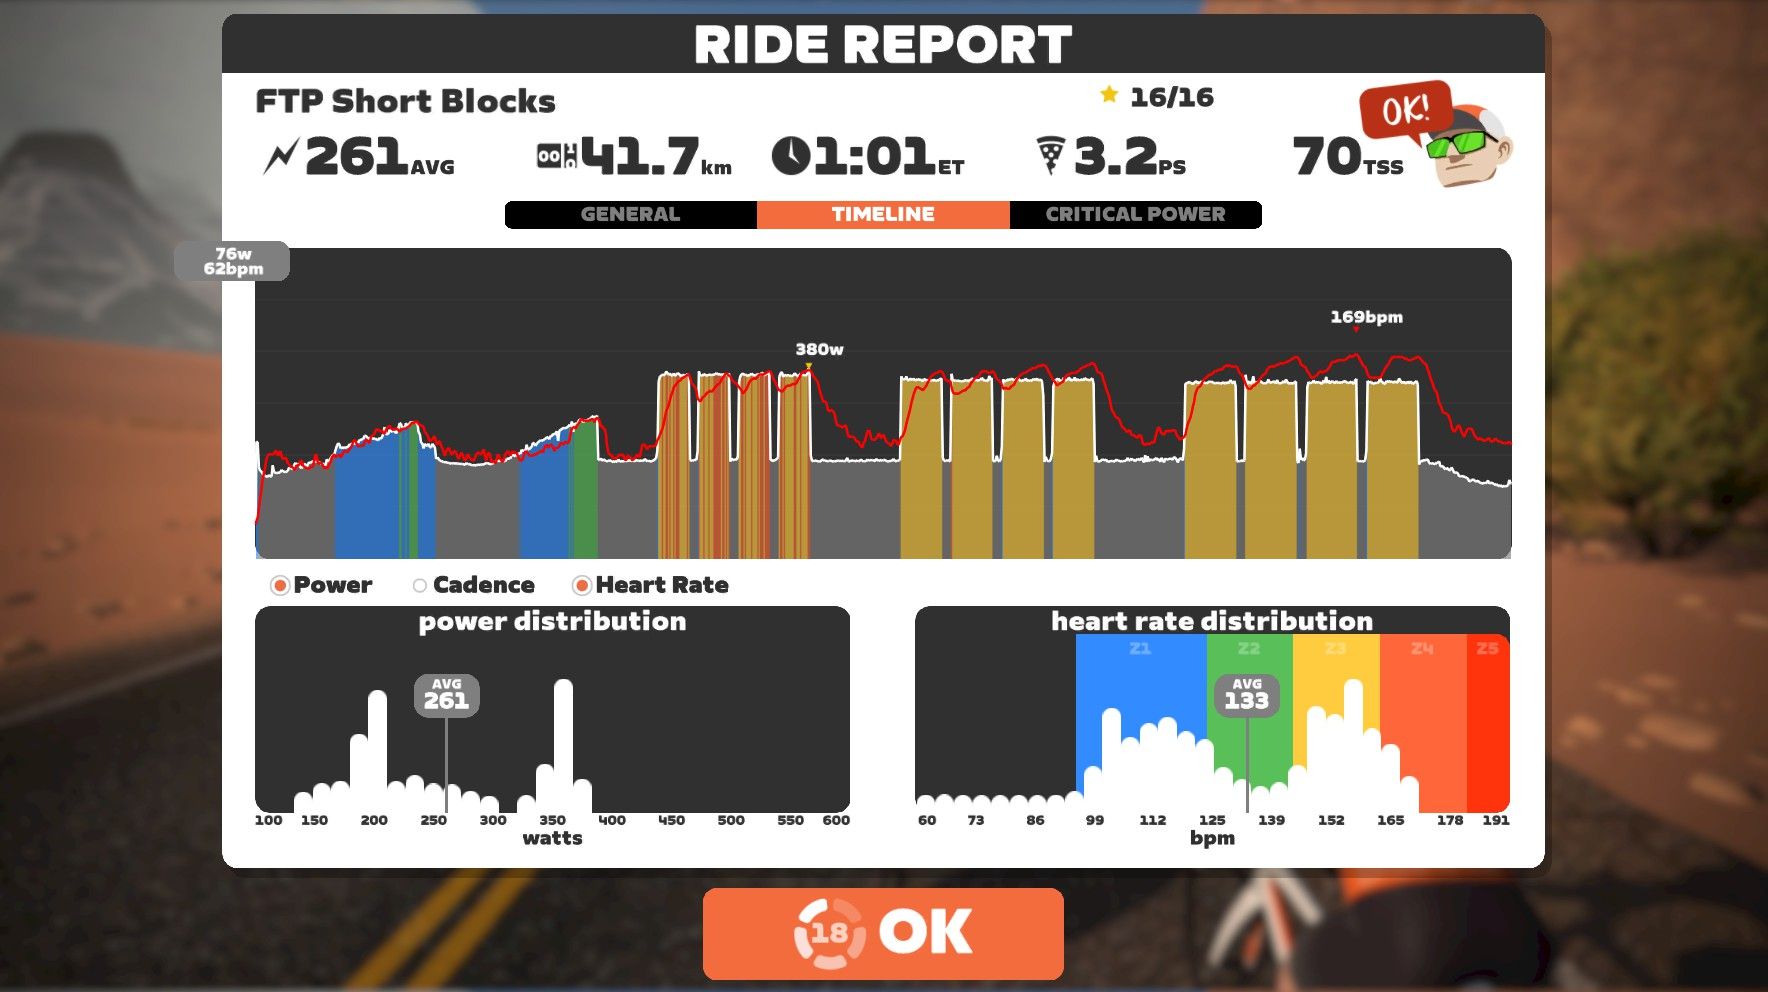 RIDE REPORT
FTP Short Blocks
16/16
OK!
261AVG
41.7km
1:01ET
3.2PS
70TSS
GENERAL
TIMELINE
CRITICAL POWER
76w
62bpm
169bpm
380w
Power
Cadence
Heart Rate
power distribution
AVG
261
100 150 200 250 300 350 400 450 500 550 600
watts
heart rate distribution
Z1 Z2 Z3 Z4 Z5
AVG
133
60 73 86 99 112 125 139 152 165 178 191
bpm
18 OK